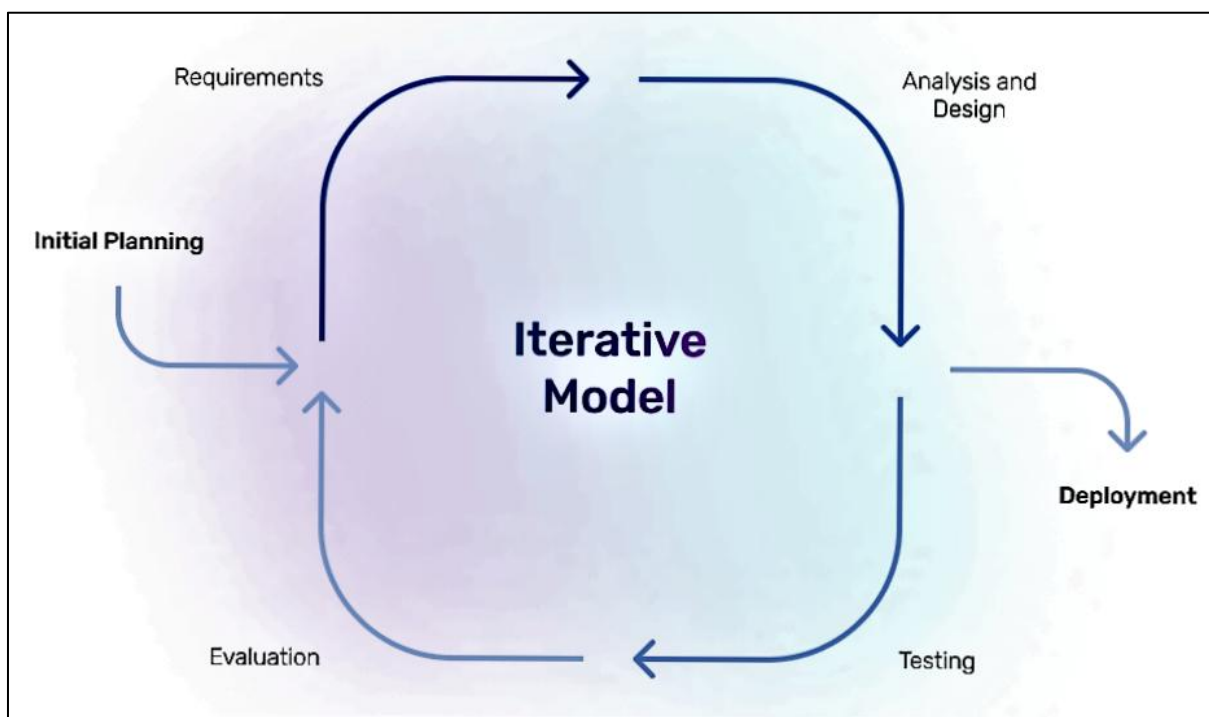 Requirements
Analysis and
Design
Initial Planning
Iterative
Model
Deployment
Evaluation
Testing